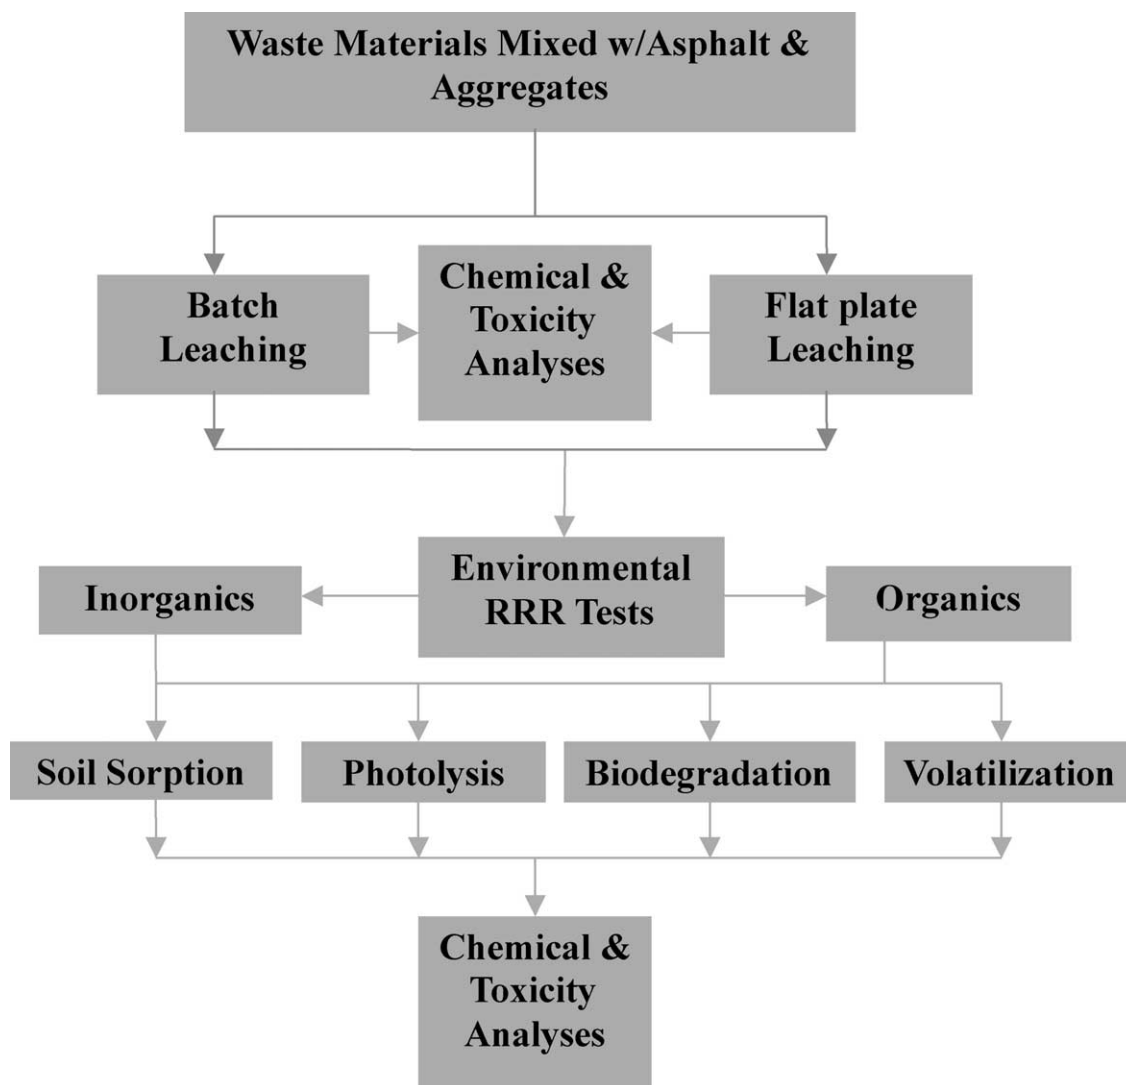 Waste Materials Mixed w/Asphalt &
Aggregates
Batch
Leaching
Chemical &
Toxicity
Analyses
Flat plate
Leaching
Environmental
RRR Tests
Inorganics
Organics
Soil Sorption
Photolysis
Biodegradation
Volatilization
Chemical &
Toxicity
Analyses